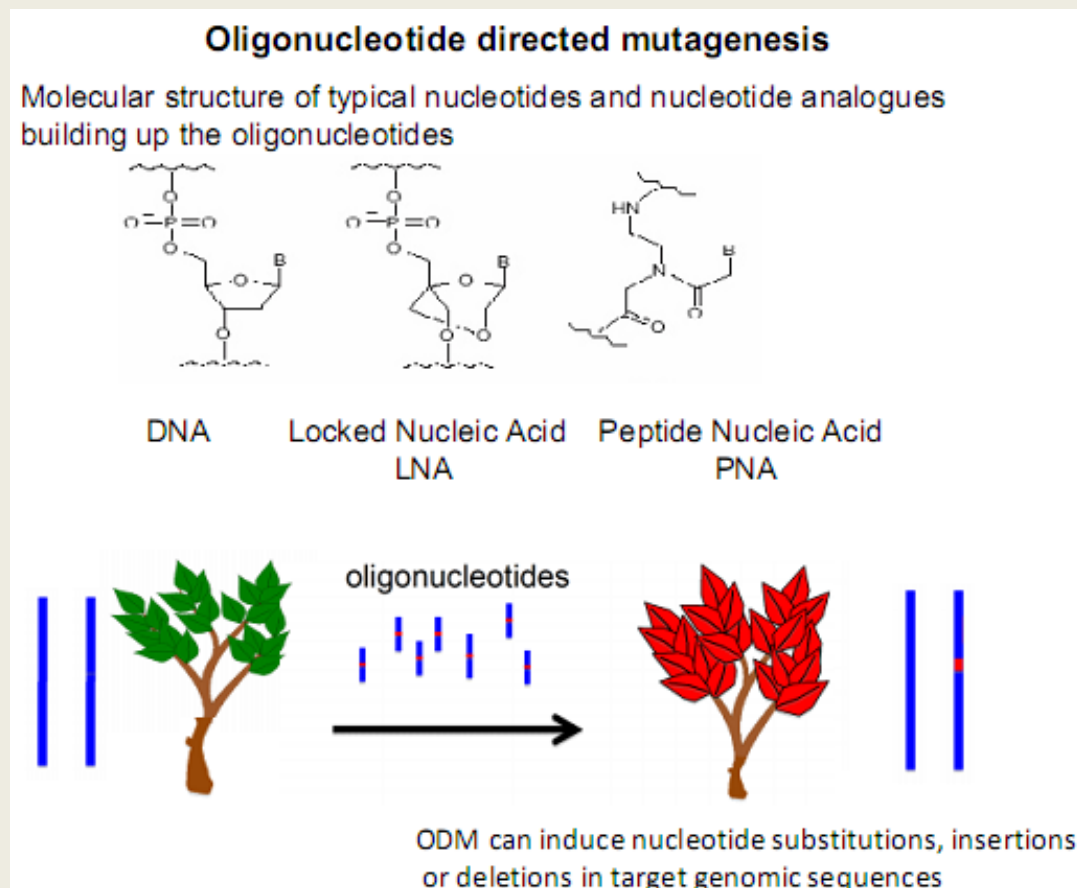 Oligonucleotide directed mutagenesis
Molecular structure of typical nucleotides and nucleotide analogues
building up the oligonucleotides
O
O
−
O P O
O
−
O P O
HN
O
O
B
B
B
N
O
O
O
O
O
O
O
DNA
Locked Nucleic Acid
LNA
Peptide Nucleic Acid
PNA
oligonucleotides
ODM can induce nucleotide substitutions, insertions
or deletions in target genomic sequences